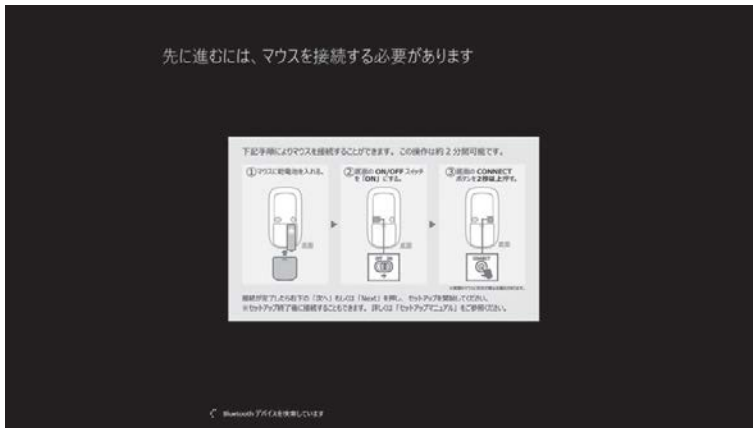 先に進むには、マウスを接続する必要があります
下記手順によりマウスを接続することができます。この操作は約 2 分間可能です。
①マウスに乾電池を入れる。
②底面の ON/OFF スイッチ
を「ON」にする。
③底面の CONNECT
ボタンを2秒以上押す。
底面
底面
底面
OFF ON
CONNECT
接続が完了したら右下の「次へ」もしくは「Next」を押し、セットアップを開始してください。
※セットアップ終了後に接続することもできます。詳しくは「セットアップマニュアル」をご参照ください。
Bluetooth デバイスを検索しています